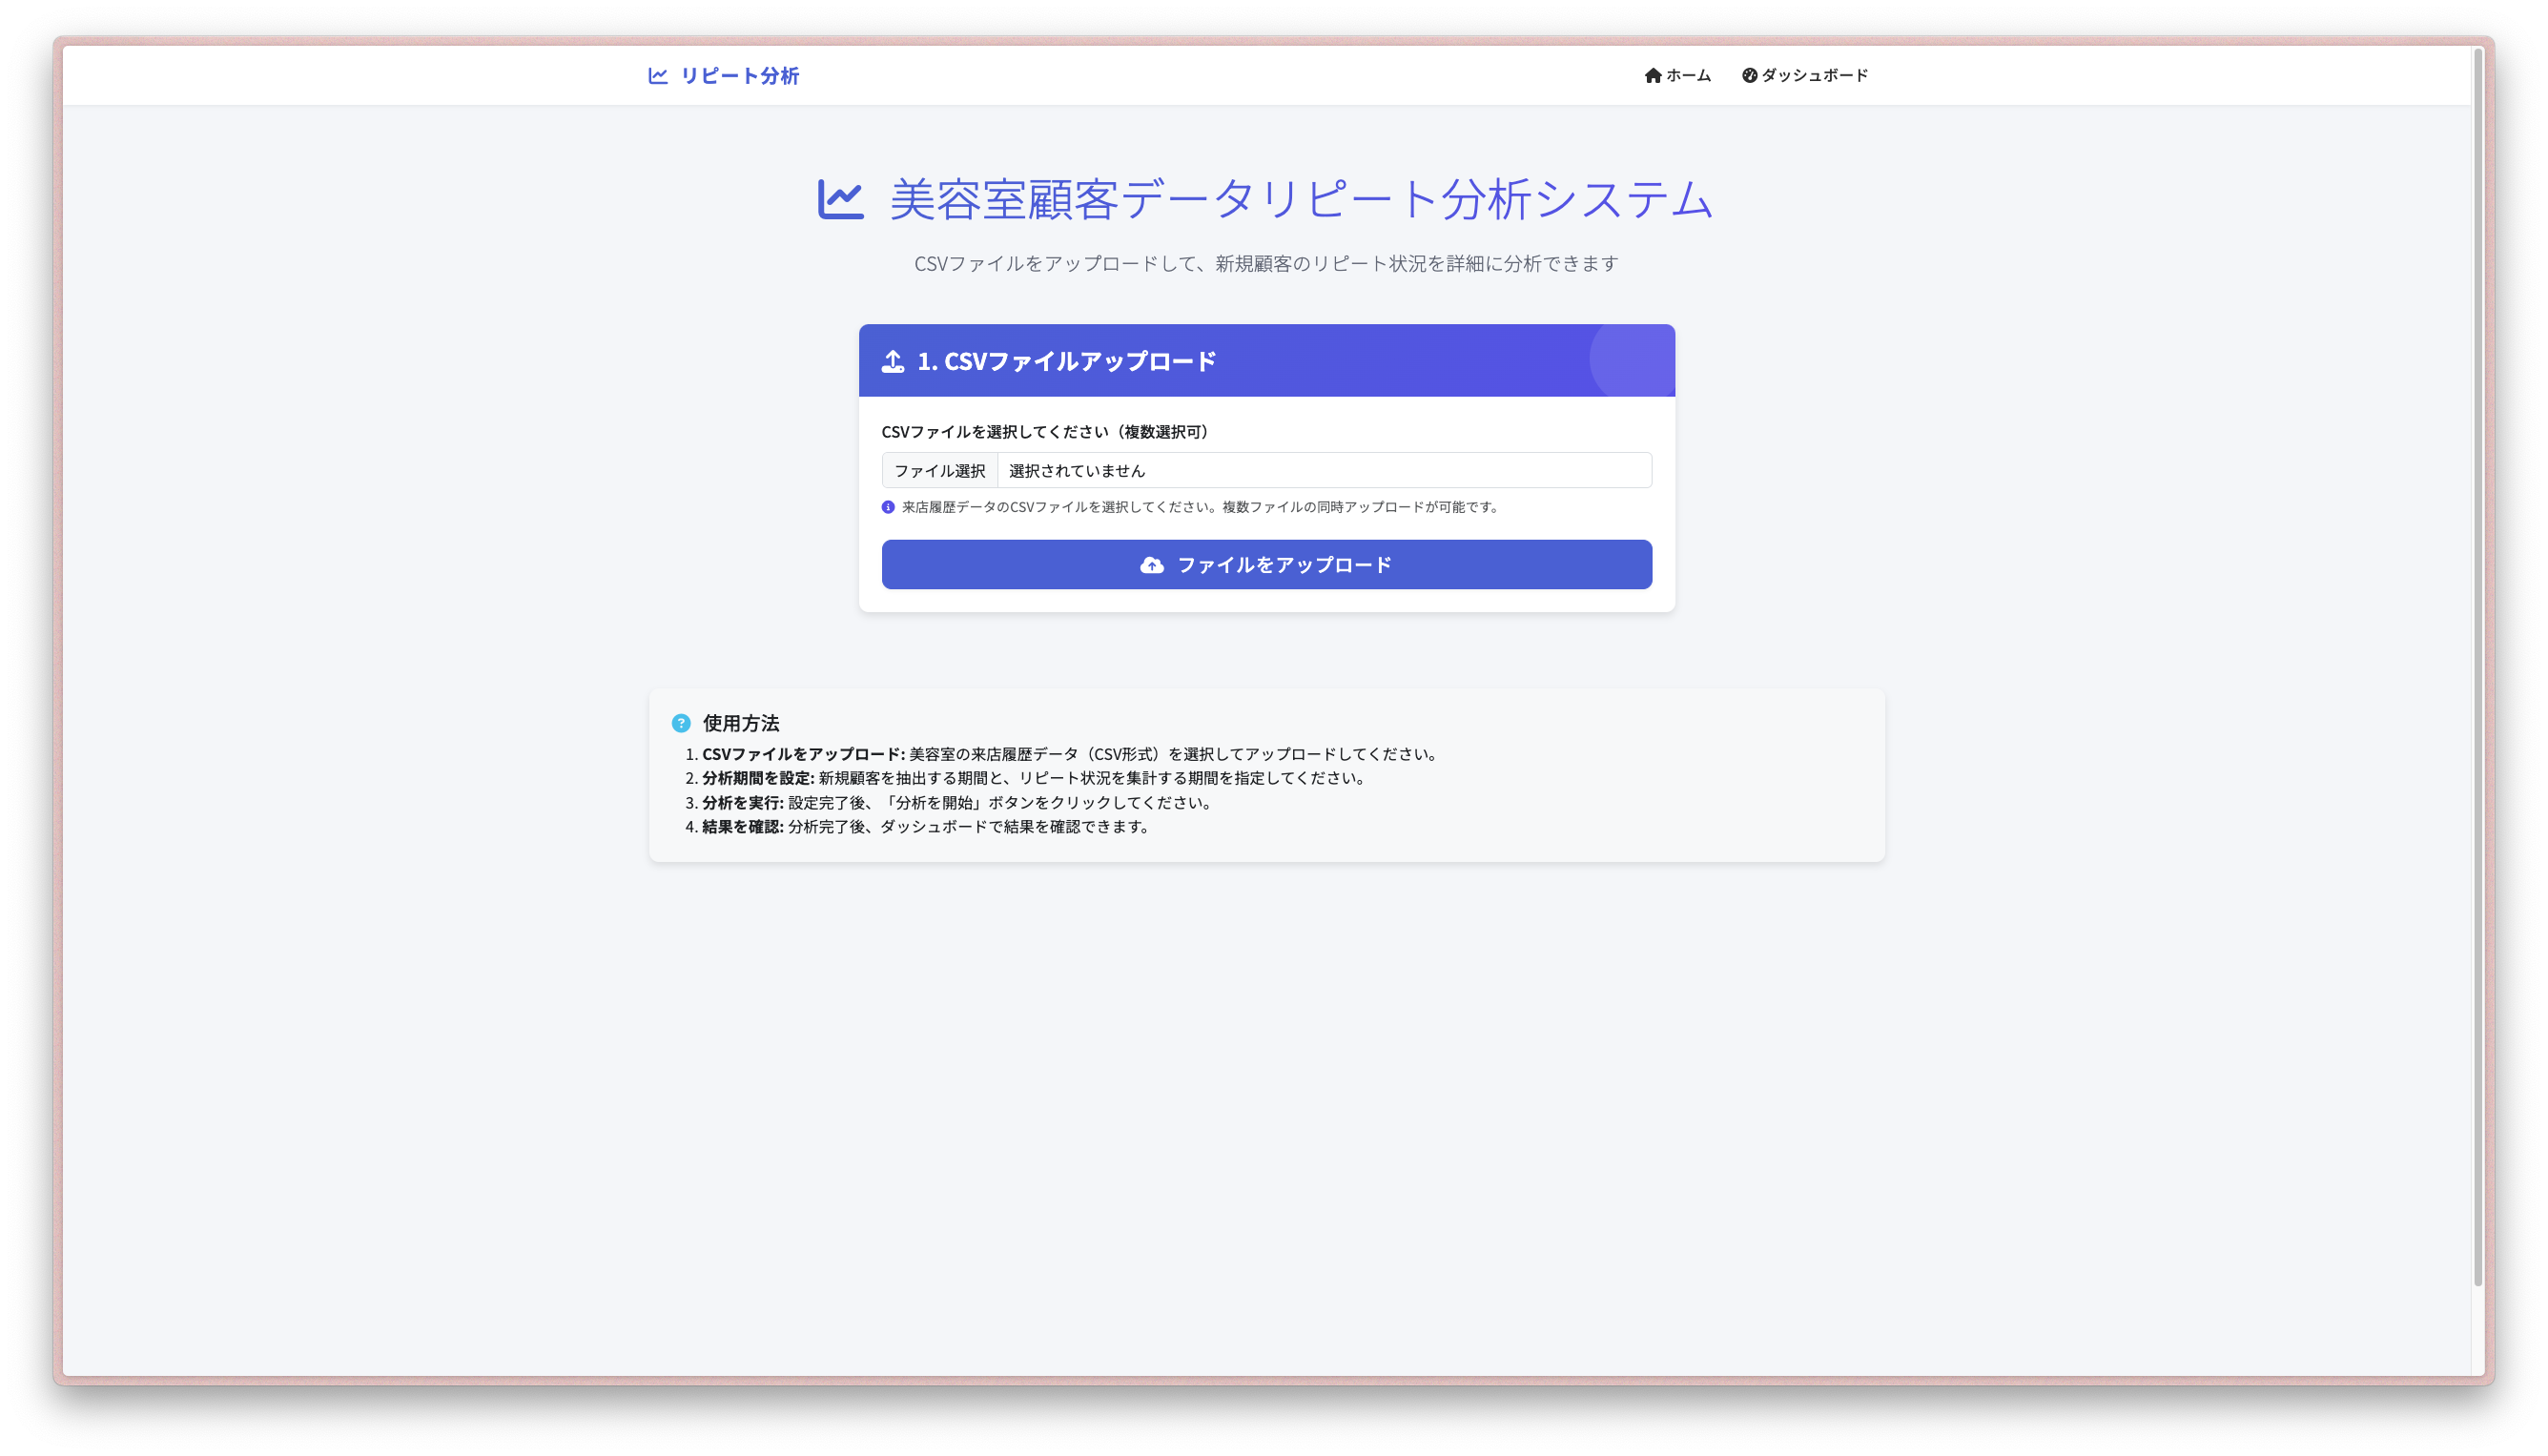 リピート分析
ホーム
ダッシュボード
美容室顧客データリピート分析システム
CSVファイルをアップロードして、新規顧客のリピート状況を詳細に分析できます
1. CSVファイルアップロード
CSVファイルを選択してください（複数選択可）
ファイル選択 選択されていません
来店履歴データのCSVファイルを選択してください。複数ファイルの同時アップロードが可能です。
ファイルをアップロード
使用方法
1. CSVファイルをアップロード: 美容室の来店履歴データ（CSV形式）を選択してアップロードしてください。
2. 分析期間を設定: 新規顧客を抽出する期間と、リピート状況を集計する期間を指定してください。
3. 分析を実行: 設定完了後、「分析を開始」ボタンをクリックしてください。
4. 結果を確認: 分析完了後、ダッシュボードで結果を確認できます。